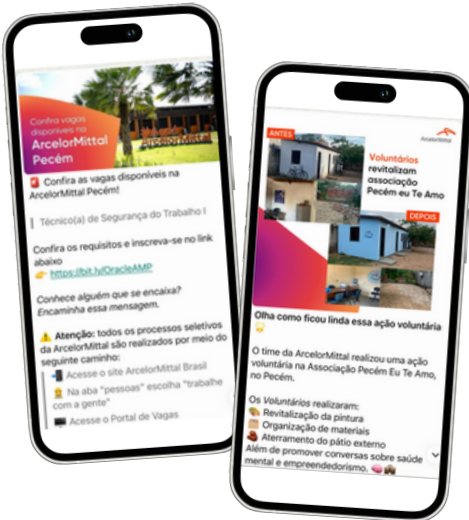 Confira vagas
disponíveis na
ArcelorMittal
Pecém
ArcelorMittal
🚨 Confira as vagas disponíveis na
ArcelorMittal Pecém!
Técnico(a) de Segurança do Trabalho I
Confira os requisitos e inscreva-se no link
abaixo
👉 https://bit.ly/OracleAMP
Conhece alguém que se encaixa?
Encaminha essa mensagem.
⚠️ Atenção: todos os processos seletivos
da ArcelorMittal são realizados por meio do
seguinte caminho:
📲 Acesse o site ArcelorMittal Brasil
👷 Na aba "pessoas" escolha "trabalhe
com a gente"
💻 Acesse o Portal de Vagas
ANTES
ArcelorMittal
Voluntários
revitalizam
associação
Pecém eu Te Amo
DEPOIS
Olha como ficou linda essa ação voluntária
O time da ArcelorMittal realizou uma ação
voluntária na Associação Pecém Eu Te Amo,
no Pecém.
Os Voluntários realizaram:
🎨 Revitalização da pintura
Organização de materiais
Aterramento do pátio externo
Além de promover conversas sobre saúde
mental e empreendedorismo.